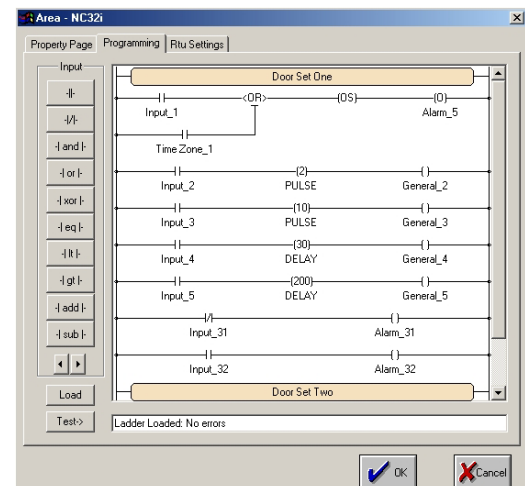 Area - NC32i
Property Page Programming Rtu Settings
Input
-||-
-|/|-
-| and |-
-| or |-
-| xor |-
-| eq |-
-| lt |-
-| gt |-
-| add |-
-| sub |-
Load
Test->
Door Set One
<OR> (OS) (O)
Input_1 Alarm_5
Time Zone_1
(2)
Input_2 PULSE General_2
(10)
Input_3 PULSE General_3
(30)
Input_4 DELAY General_4
(200)
Input_5 DELAY General_5
Input_31 Alarm_31
Input_32 Alarm_32
Door Set Two
Ladder Loaded: No errors
OK Cancel